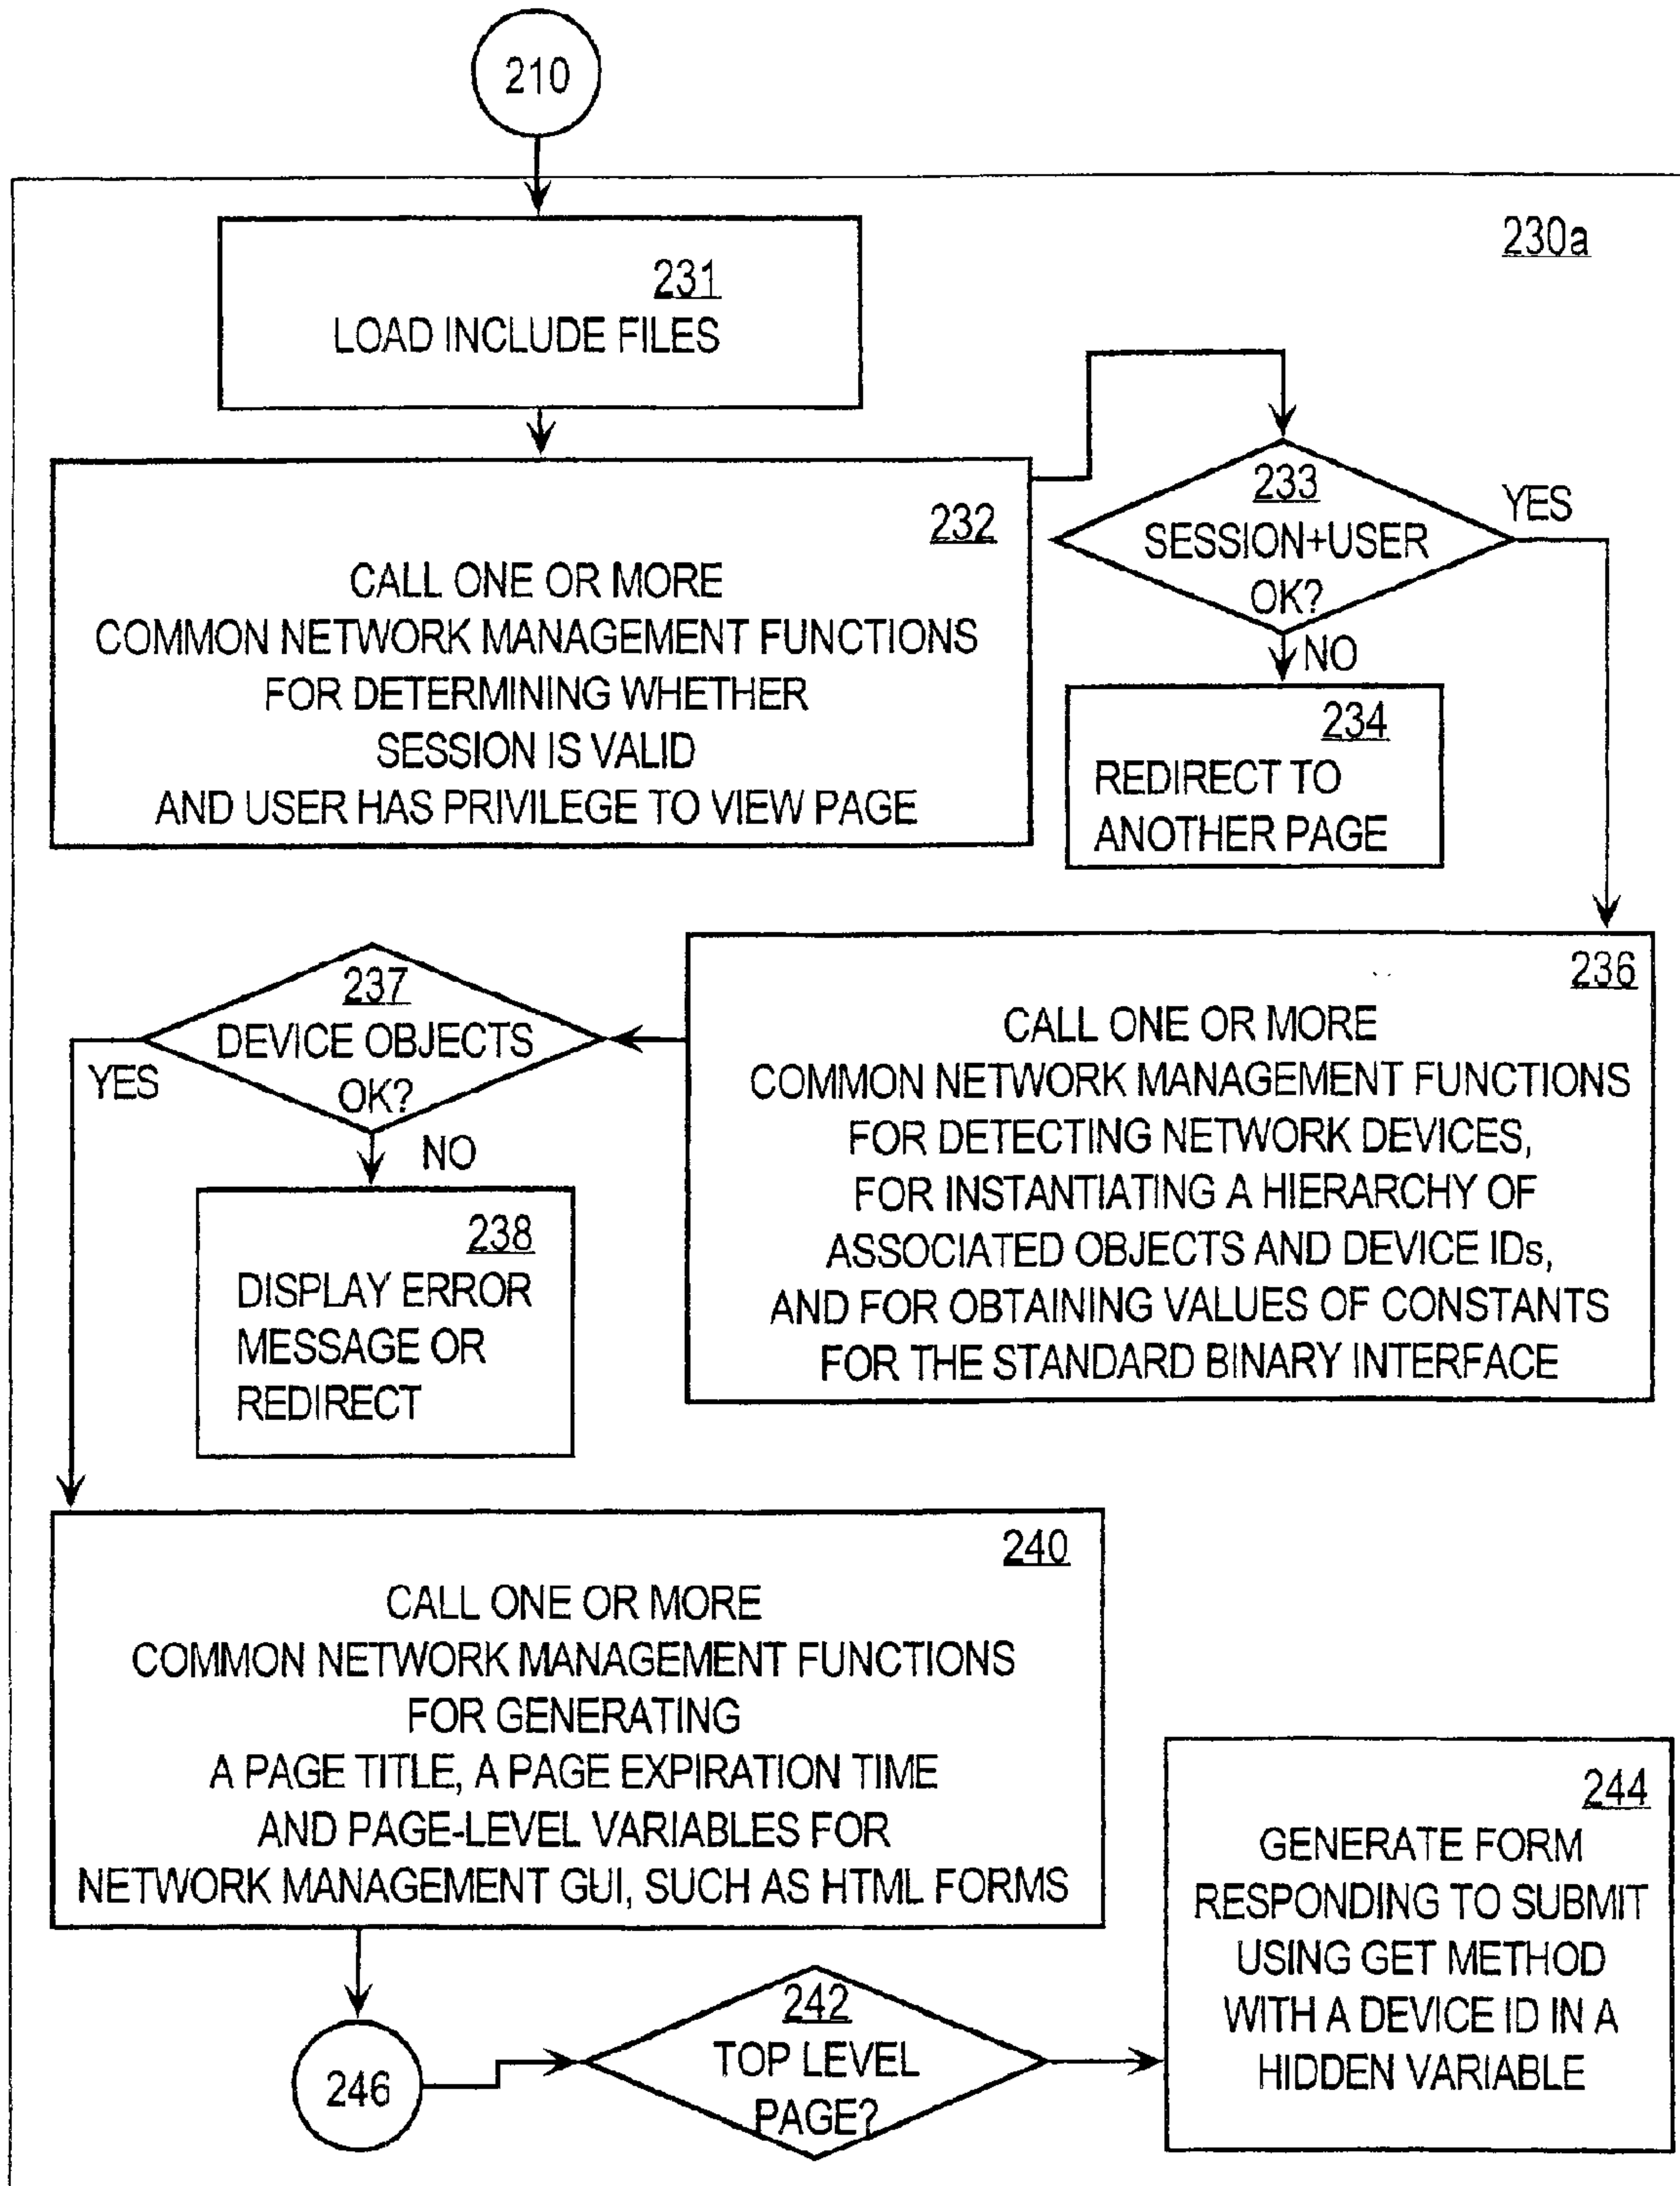 210
230a
231
LOAD INCLUDE FILES
232
CALL ONE OR MORE
COMMON NETWORK MANAGEMENT FUNCTIONS
FOR DETERMINING WHETHER
SESSION IS VALID
AND USER HAS PRIVILEGE TO VIEW PAGE
233
SESSION+USER
OK?
YES
NO
234
REDIRECT TO
ANOTHER PAGE
236
CALL ONE OR MORE
COMMON NETWORK MANAGEMENT FUNCTIONS
FOR DETECTING NETWORK DEVICES,
FOR INSTANTIATING A HIERARCHY OF
ASSOCIATED OBJECTS AND DEVICE IDs,
AND FOR OBTAINING VALUES OF CONSTANTS
FOR THE STANDARD BINARY INTERFACE
237
DEVICE OBJECTS
OK?
YES
NO
238
DISPLAY ERROR
MESSAGE OR
REDIRECT
240
CALL ONE OR MORE
COMMON NETWORK MANAGEMENT FUNCTIONS
FOR GENERATING
A PAGE TITLE, A PAGE EXPIRATION TIME
AND PAGE-LEVEL VARIABLES FOR
NETWORK MANAGEMENT GUI, SUCH AS HTML FORMS
246
242
TOP LEVEL
PAGE?
244
GENERATE FORM
RESPONDING TO SUBMIT
USING GET METHOD
WITH A DEVICE ID IN A
HIDDEN VARIABLE